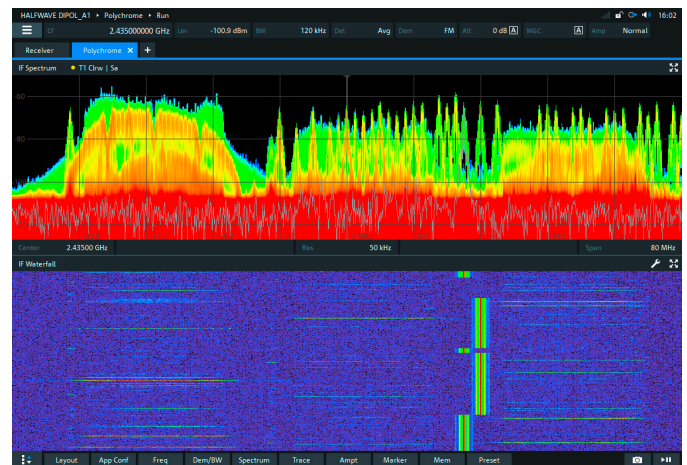 HALFWAVE DIPOL_A1 ‣ Polychrome ‣ Run 16:02
CF 2.435000000 GHz Lev -100.9 dBm BW 120 kHz Det Avg Dem FM Att 0 dB A MGC A Amp Normal
Receiver Polychrome × +
IF Spectrum • T1 Clrw | Sa
-60
-80
Center 2.43500 GHz Res 50 kHz Span 80 MHz
IF Waterfall
Layout App Conf Freq Dem/BW Spectrum Trace Ampt Marker Mem Preset